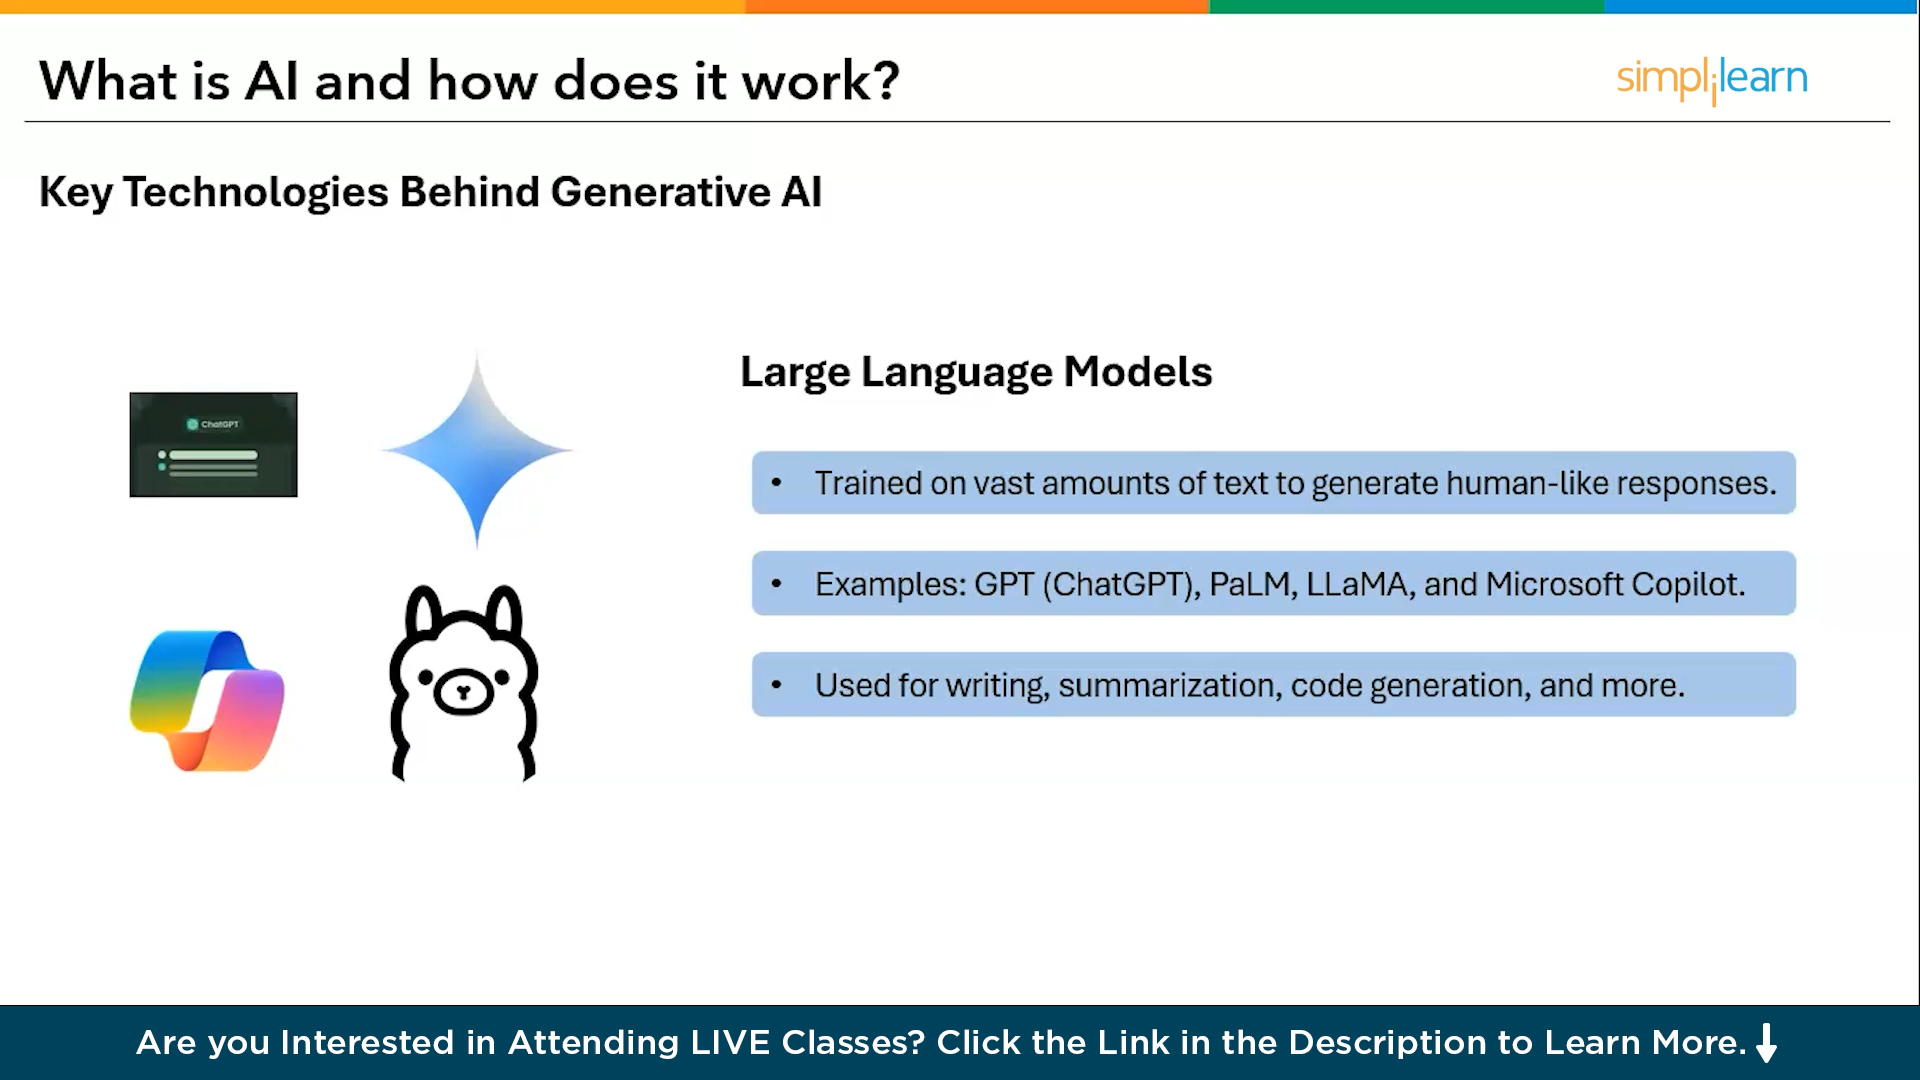 What is AI and how does it work?
simplilearn
Key Technologies Behind Generative AI
ChatGPT
Large Language Models
• Trained on vast amounts of text to generate human-like responses.
• Examples: GPT (ChatGPT), PaLM, LLaMA, and Microsoft Copilot.
• Used for writing, summarization, code generation, and more.
Are you Interested in Attending LIVE Classes? Click the Link in the Description to Learn More.